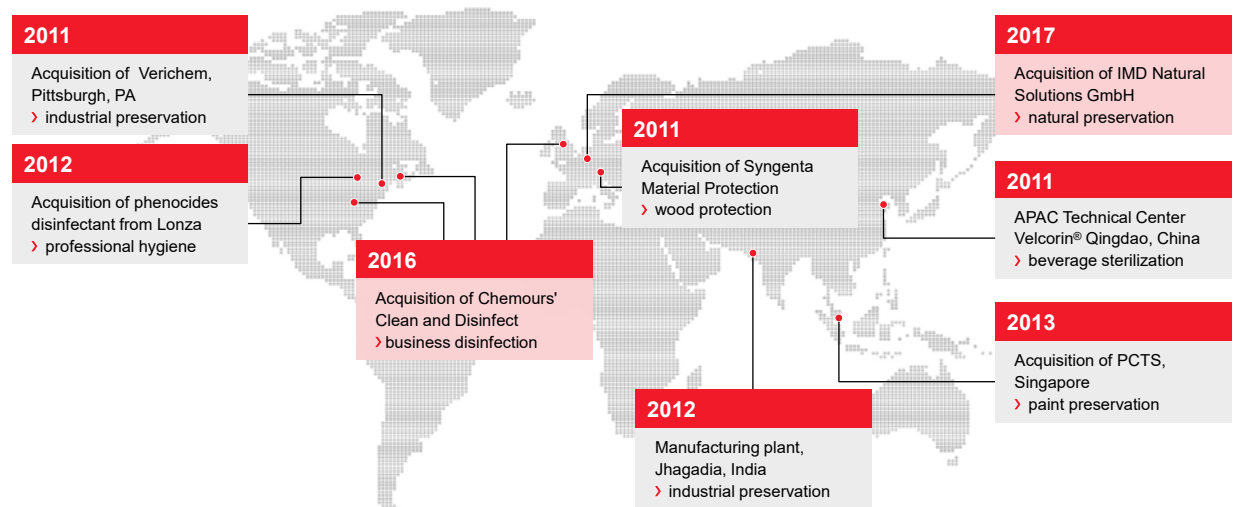 2011
Acquisition of Verichem,
Pittsburgh, PA
› industrial preservation
2012
Acquisition of phenocides
disinfectant from Lonza
› professional hygiene
2016
Acquisition of Chemours'
Clean and Disinfect
› business disinfection
2011
Acquisition of Syngenta
Material Protection
› wood protection
2012
Manufacturing plant,
Jhagadia, India
› industrial preservation
2017
Acquisition of IMD Natural
Solutions GmbH
› natural preservation
2011
APAC Technical Center
Velcorin® Qingdao, China
› beverage sterilization
2013
Acquisition of PCTS,
Singapore
› paint preservation